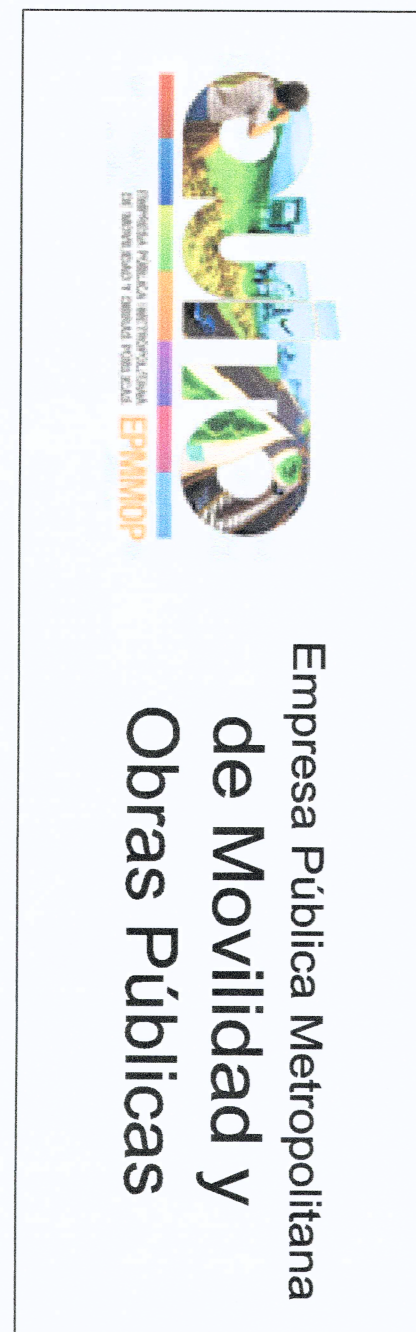 QUITO
EMPRESA PÚBLICA METROPOLITANA
DE MOVILIDAD Y OBRAS PÚBLICAS
EPMMOP
Empresa Pública Metropolitana
de Movilidad y
Obras Públicas